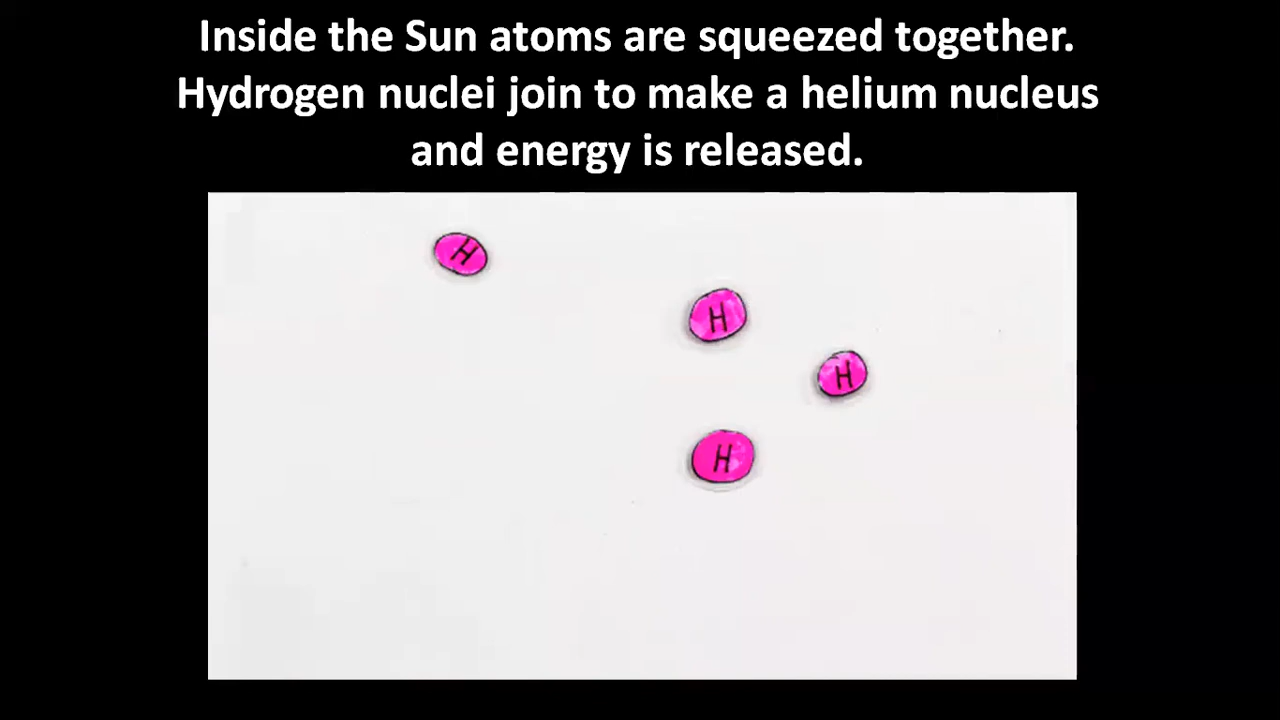 Inside the Sun atoms are squeezed together.
Hydrogen nuclei join to make a helium nucleus
and energy is released.
H
H
H
H